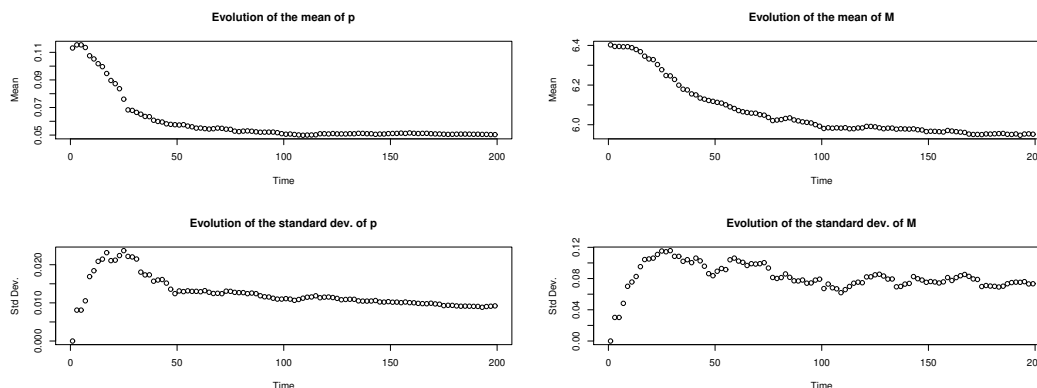 Evolution of the mean of p
Mean
0.05 0.07 0.09 0.11
0 50 100 150 200
Time
Evolution of the mean of M
Mean
6.0 6.2 6.4
0 50 100 150 200
Time
Evolution of the standard dev. of p
Std Dev.
0.000 0.010 0.020
0 50 100 150 200
Time
Evolution of the standard dev. of M
Std Dev.
0.00 0.04 0.08 0.12
0 50 100 150 200
Time